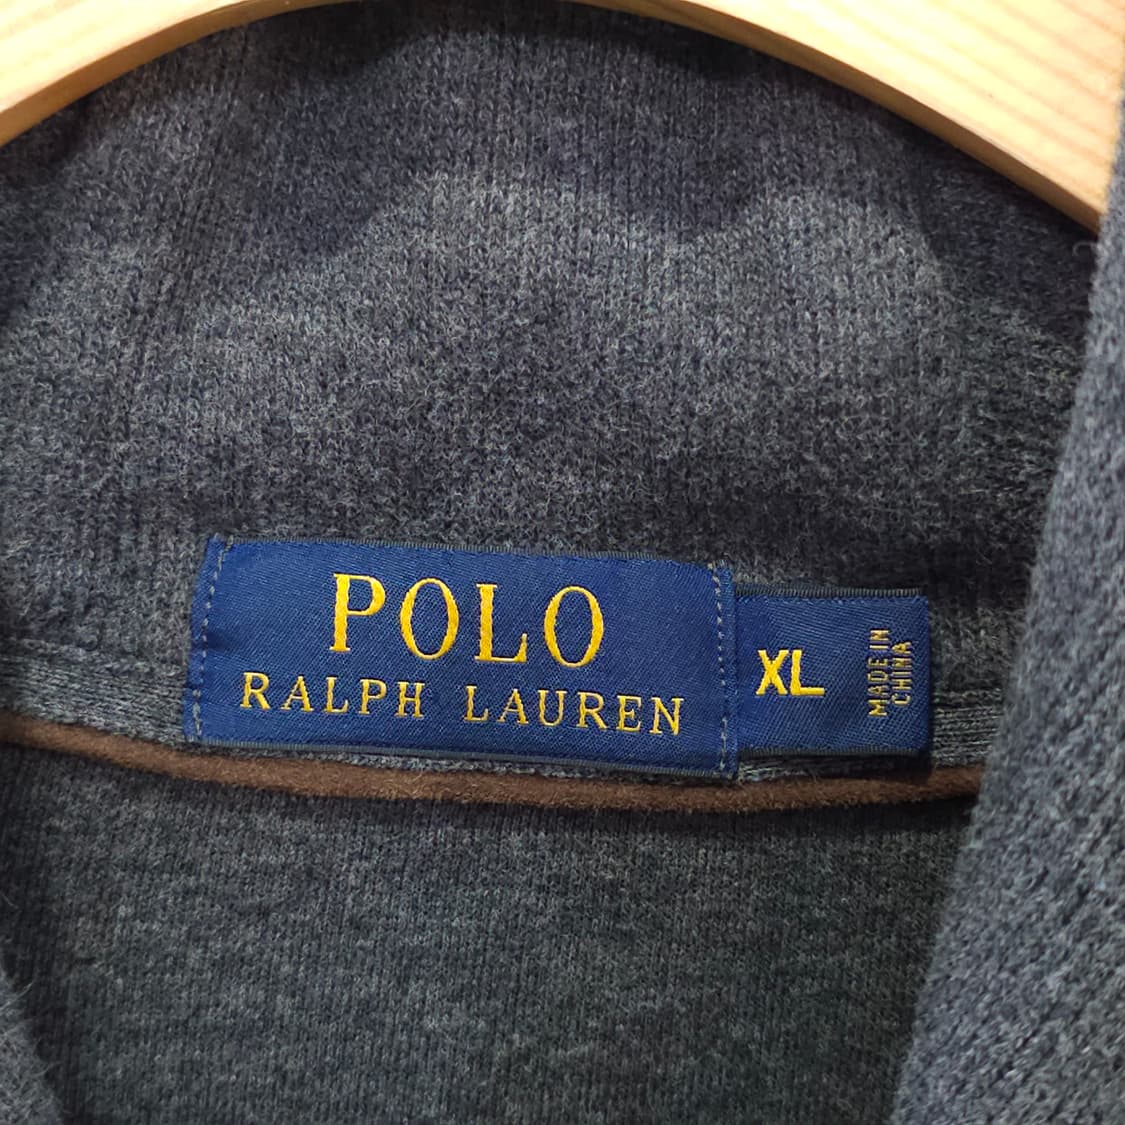 POLO
RALPH LAUREN
XL
MADE IN
CHINA